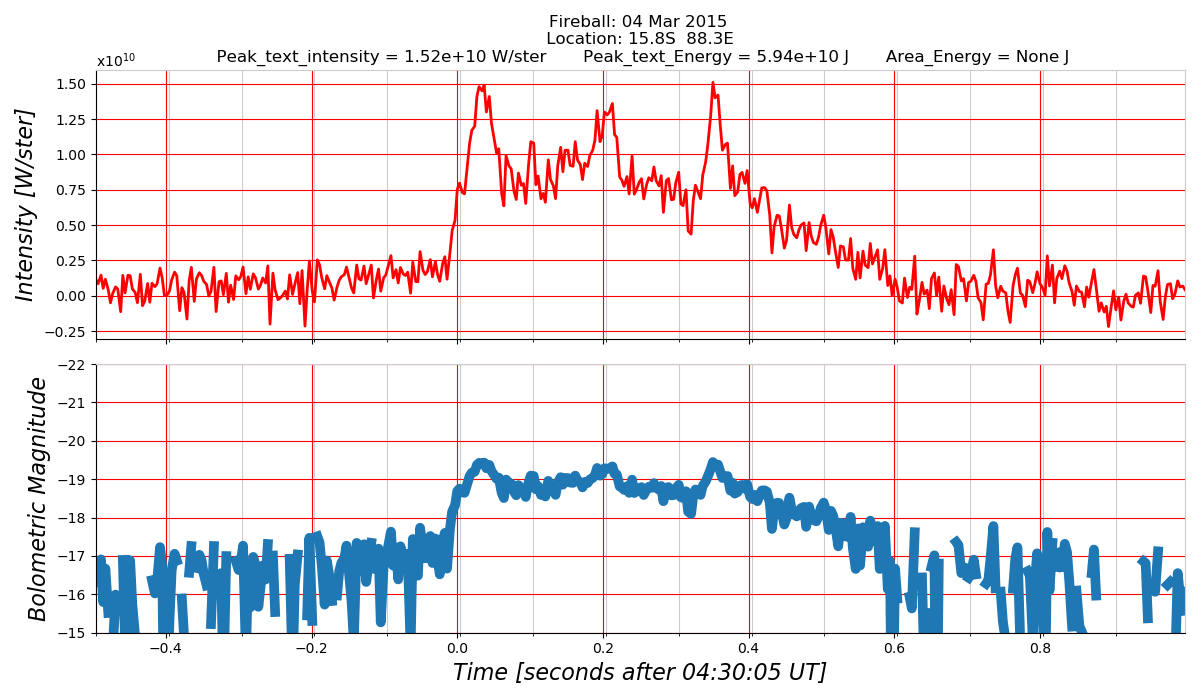 Fireball: 04 Mar 2015
Location: 15.8S 88.3E
Peak_text_intensity = 1.52e+10 W/ster Peak_text_Energy = 5.94e+10 J Area_Energy = None J
x10¹⁰
1.50
1.25
1.00
0.75
0.50
0.25
0.00
−0.25
Intensity [W/ster]
−22
−21
−20
−19
−18
−17
−16
−15
Bolometric Magnitude
−0.4 −0.2 0.0 0.2 0.4 0.6 0.8
Time [seconds after 04:30:05 UT]